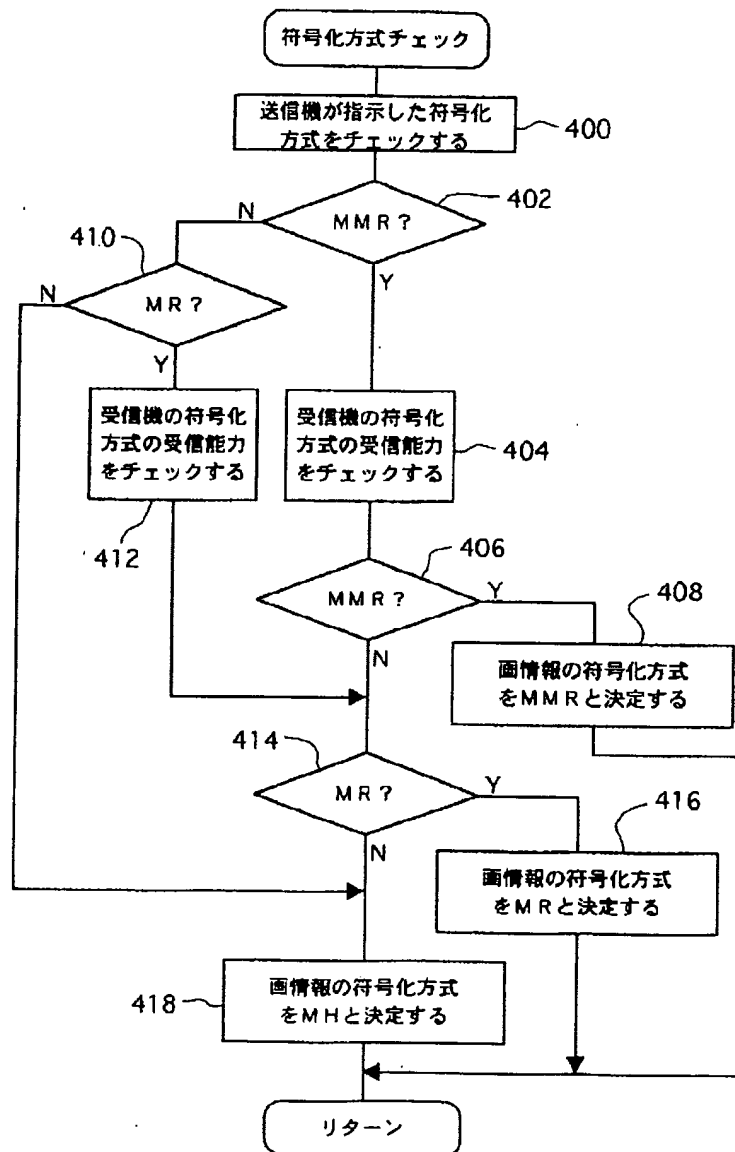 符号化方式チェック
送信機が指示した符号化
方式をチェックする
400
402
N
MMR?
Y
410
N
MR?
Y
受信機の符号化
方式の受信能力
をチェックする
412
受信機の符号化
方式の受信能力
をチェックする
404
406
MMR?
Y
N
408
画情報の符号化方式
をMMRと決定する
414
MR?
Y
N
416
画情報の符号化方式
をMRと決定する
418
画情報の符号化方式
をMHと決定する
リターン